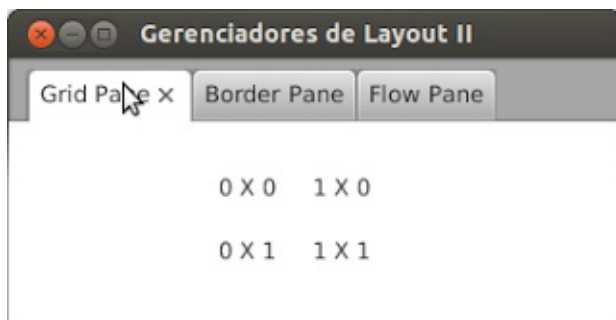 Gerenciadores de Layout II
Grid Pane × Border Pane Flow Pane
0 X 0 1 X 0
0 X 1 1 X 1